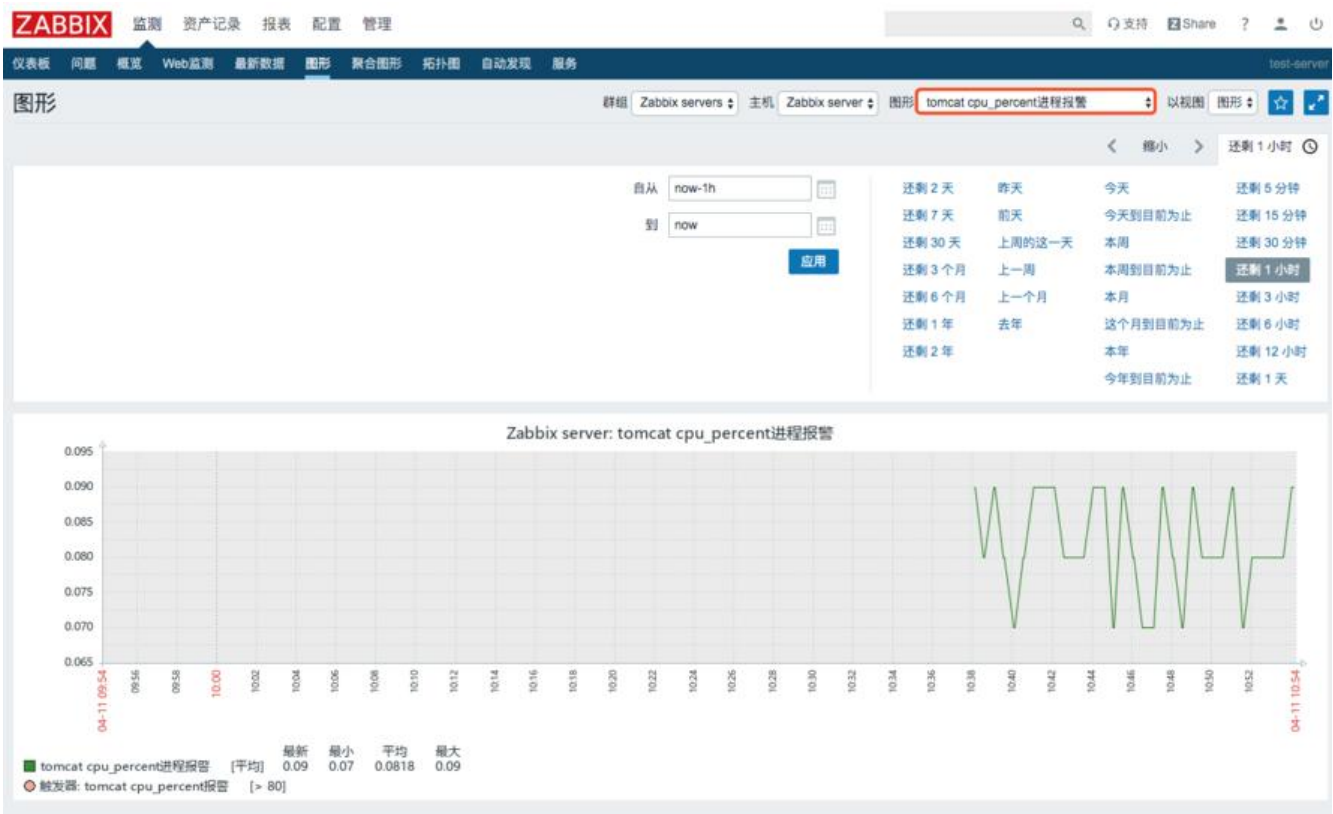 ZABBIX 监测 资产记录 报表 配置 管理 支持 Z Share ?
仪表板 问题 概览 Web监测 最新数据 图形 聚合图形 拓扑图 自动发现 服务 test-server
图形 群组 Zabbix servers 主机 Zabbix server 图形 tomcat cpu_percent进程报警 以视图 图形
缩小 还剩 1 小时
自从 now-1h
到 now
应用
还剩 2 天 昨天 今天 还剩 5 分钟
还剩 7 天 前天 今天到目前为止 还剩 15 分钟
还剩 30 天 上周的这一天 本周 还剩 30 分钟
还剩 3 个月 上一周 本周到目前为止 还剩 1 小时
还剩 6 个月 上一个月 本月 还剩 3 小时
还剩 1 年 去年 这个月到目前为止 还剩 6 小时
还剩 2 年 本年 还剩 12 小时
今年到目前为止 还剩 1 天
Zabbix server: tomcat cpu_percent进程报警
0.095
0.090
0.085
0.080
0.075
0.070
0.065
04-11 09:54 09:56 09:58 10:00 10:02 10:04 10:06 10:08 10:10 10:12 10:14 10:16 10:18 10:20 10:22 10:24 10:26 10:28 10:30 10:32 10:34 10:36 10:38 10:40 10:42 10:44 10:46 10:48 10:50 10:52 04-11 10:54
最新 最小 平均 最大
tomcat cpu_percent进程报警 [平均] 0.09 0.07 0.0818 0.09
触发器: tomcat cpu_percent报警 [> 80]